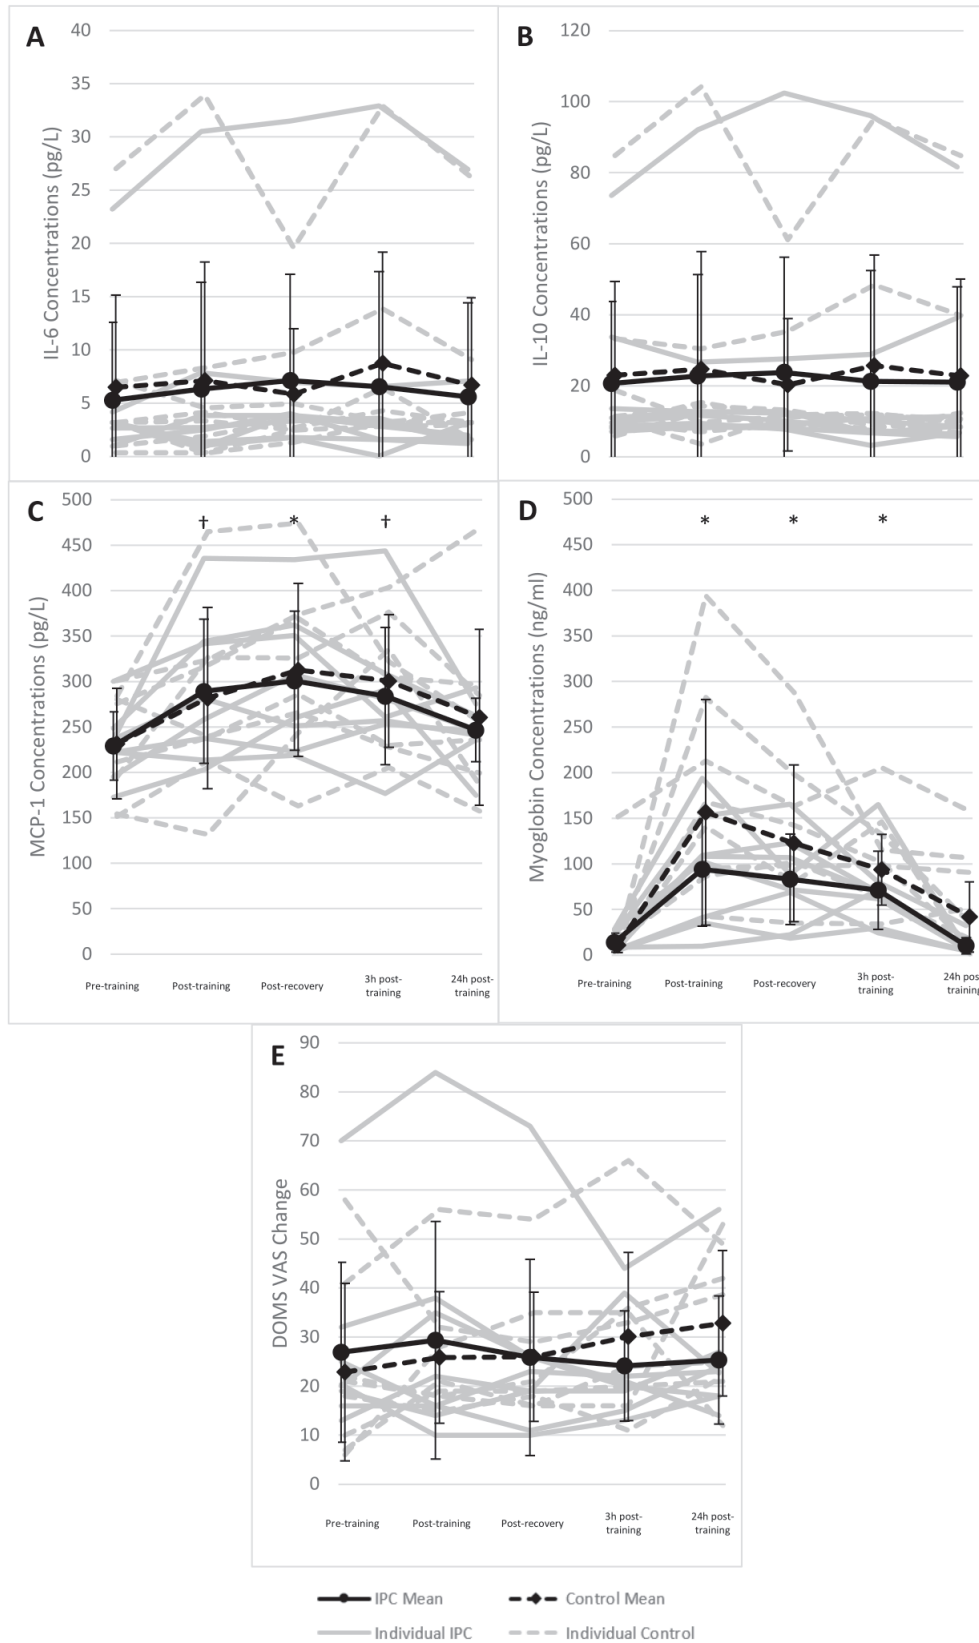 A
IL-6 Concentrations (pg/L)
40
35
30
25
20
15
10
5
0
B
IL-10 Concentrations (pg/L)
120
100
80
60
40
20
0
C
MCP-1 Concentrations (pg/L)
500
450
400
350
300
250
200
150
100
50
0
† * †
Pre-training Post-training Post-recovery 3h post- 24h post-
training training
D
Myoglobin Concentrations (ng/ml)
500
450
400
350
300
250
200
150
100
50
0
* * *
Pre-training Post-training Post-recovery 3h post- 24h post-
training training
E
DOMS VAS Change
90
80
70
60
50
40
30
20
10
0
Pre-training Post-training Post-recovery 3h post- 24h post-
training training
IPC Mean Control Mean
Individual IPC Individual Control